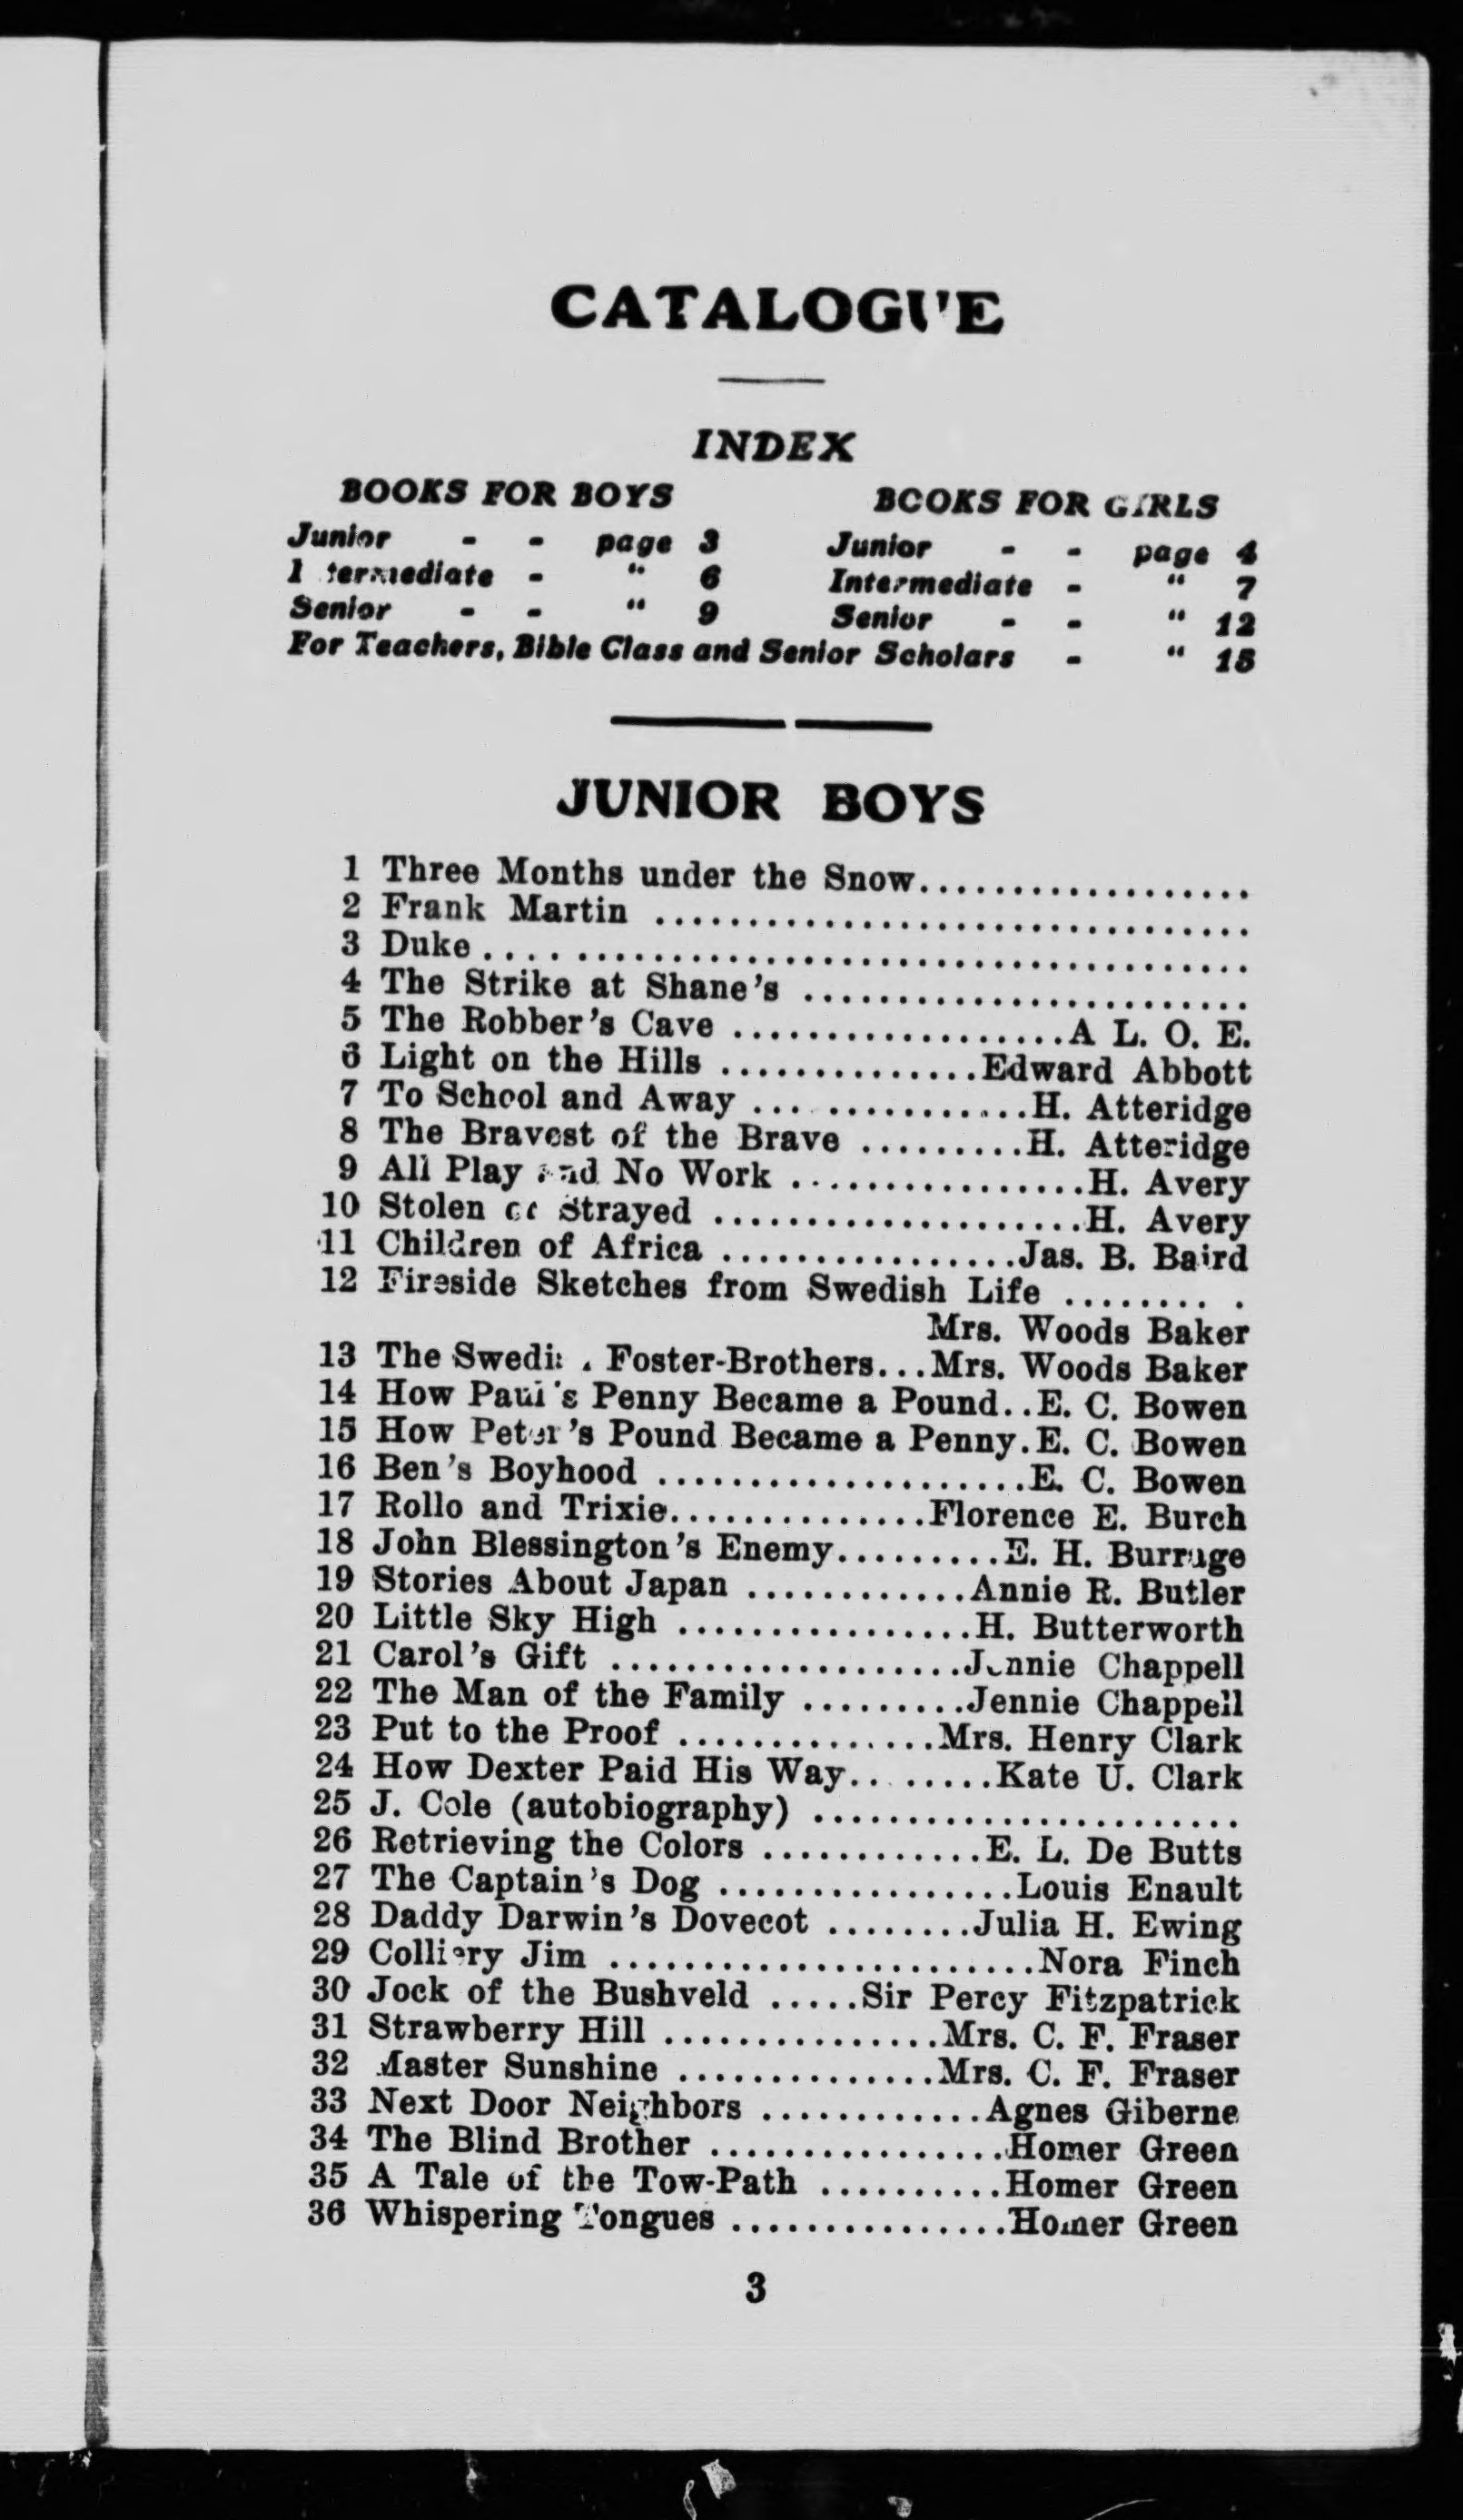 CATALOGUE
INDEX
BOOKS FOR BOYS
Junior - - page 3
Intermediate - " 6
Senior - - " 9
BOOKS FOR GIRLS
Junior - - page 4
Intermediate - " 7
Senior - - " 12
For Teachers, Bible Class and Senior Scholars - " 15
JUNIOR BOYS
1 Three Months under the Snow..................
2 Frank Martin ................................
3 Duke.........................................
4 The Strike at Shane's ........................
5 The Robber's Cave ..................A L. O. E.
6 Light on the Hills ..............Edward Abbott
7 To School and Away ...............H. Atteridge
8 The Bravest of the Brave .........H. Atteridge
9 All Play and No Work ................H. Avery
10 Stolen or Strayed ....................H. Avery
11 Children of Africa ................Jas. B. Baird
12 Fireside Sketches from Swedish Life .........
Mrs. Woods Baker
13 The Swedish Foster-Brothers...Mrs. Woods Baker
14 How Paul's Penny Became a Pound..E. C. Bowen
15 How Peter's Pound Became a Penny.E. C. Bowen
16 Ben's Boyhood ....................E. C. Bowen
17 Rollo and Trixie..............Florence E. Burch
18 John Blessington's Enemy.........E. H. Burrage
19 Stories About Japan ............Annie R. Butler
20 Little Sky High ................H. Butterworth
21 Carol's Gift ...................Jennie Chappell
22 The Man of the Family .........Jennie Chappell
23 Put to the Proof ..............Mrs. Henry Clark
24 How Dexter Paid His Way........Kate U. Clark
25 J. Cole (autobiography) .......................
26 Retrieving the Colors ............E. L. De Butts
27 The Captain's Dog ................Louis Enault
28 Daddy Darwin's Dovecot ........Julia H. Ewing
29 Colliery Jim .......................Nora Finch
30 Jock of the Bushveld .....Sir Percy Fitzpatrick
31 Strawberry Hill ...............Mrs. C. F. Fraser
32 Master Sunshine ..............Mrs. C. F. Fraser
33 Next Door Neighbors ............Agnes Giberne
34 The Blind Brother ................Homer Green
35 A Tale of the Tow-Path ..........Homer Green
36 Whispering Tongues ...............Homer Green
3